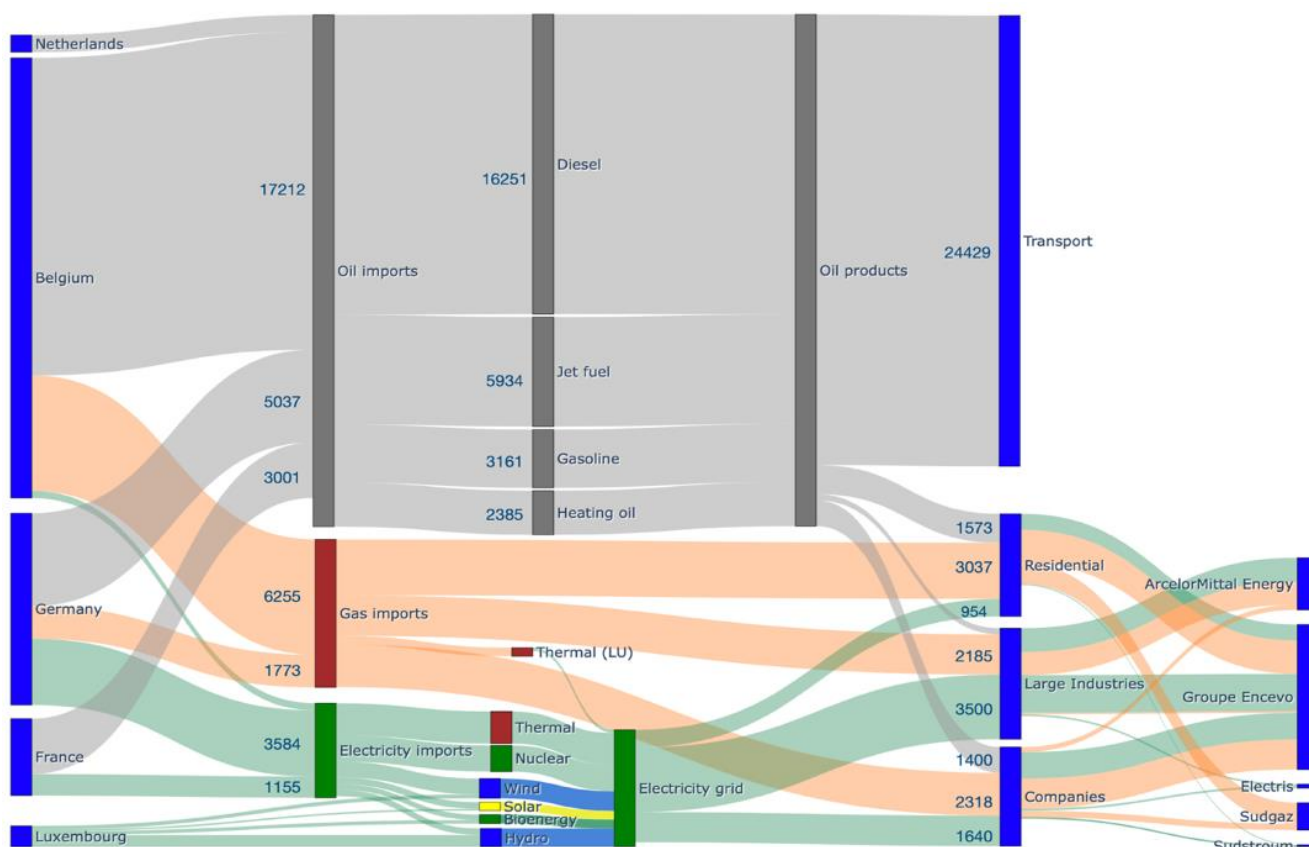 Netherlands
Belgium
Germany
France
Luxembourg
17212
5037
3001
Oil imports
6255
1773
Gas imports
3584
1155
Electricity imports
16251
Diesel
5934
Jet fuel
3161
Gasoline
2385
Heating oil
Thermal (LU)
Thermal
Nuclear
Wind
Solar
Bioenergy
Hydro
Oil products
Electricity grid
24429
Transport
1573
3037
954
Residential
2185
3500
Large Industries
1400
2318
1640
Companies
ArcelorMittal Energy
Groupe Encevo
Electris
Sudgaz
Sudstroum